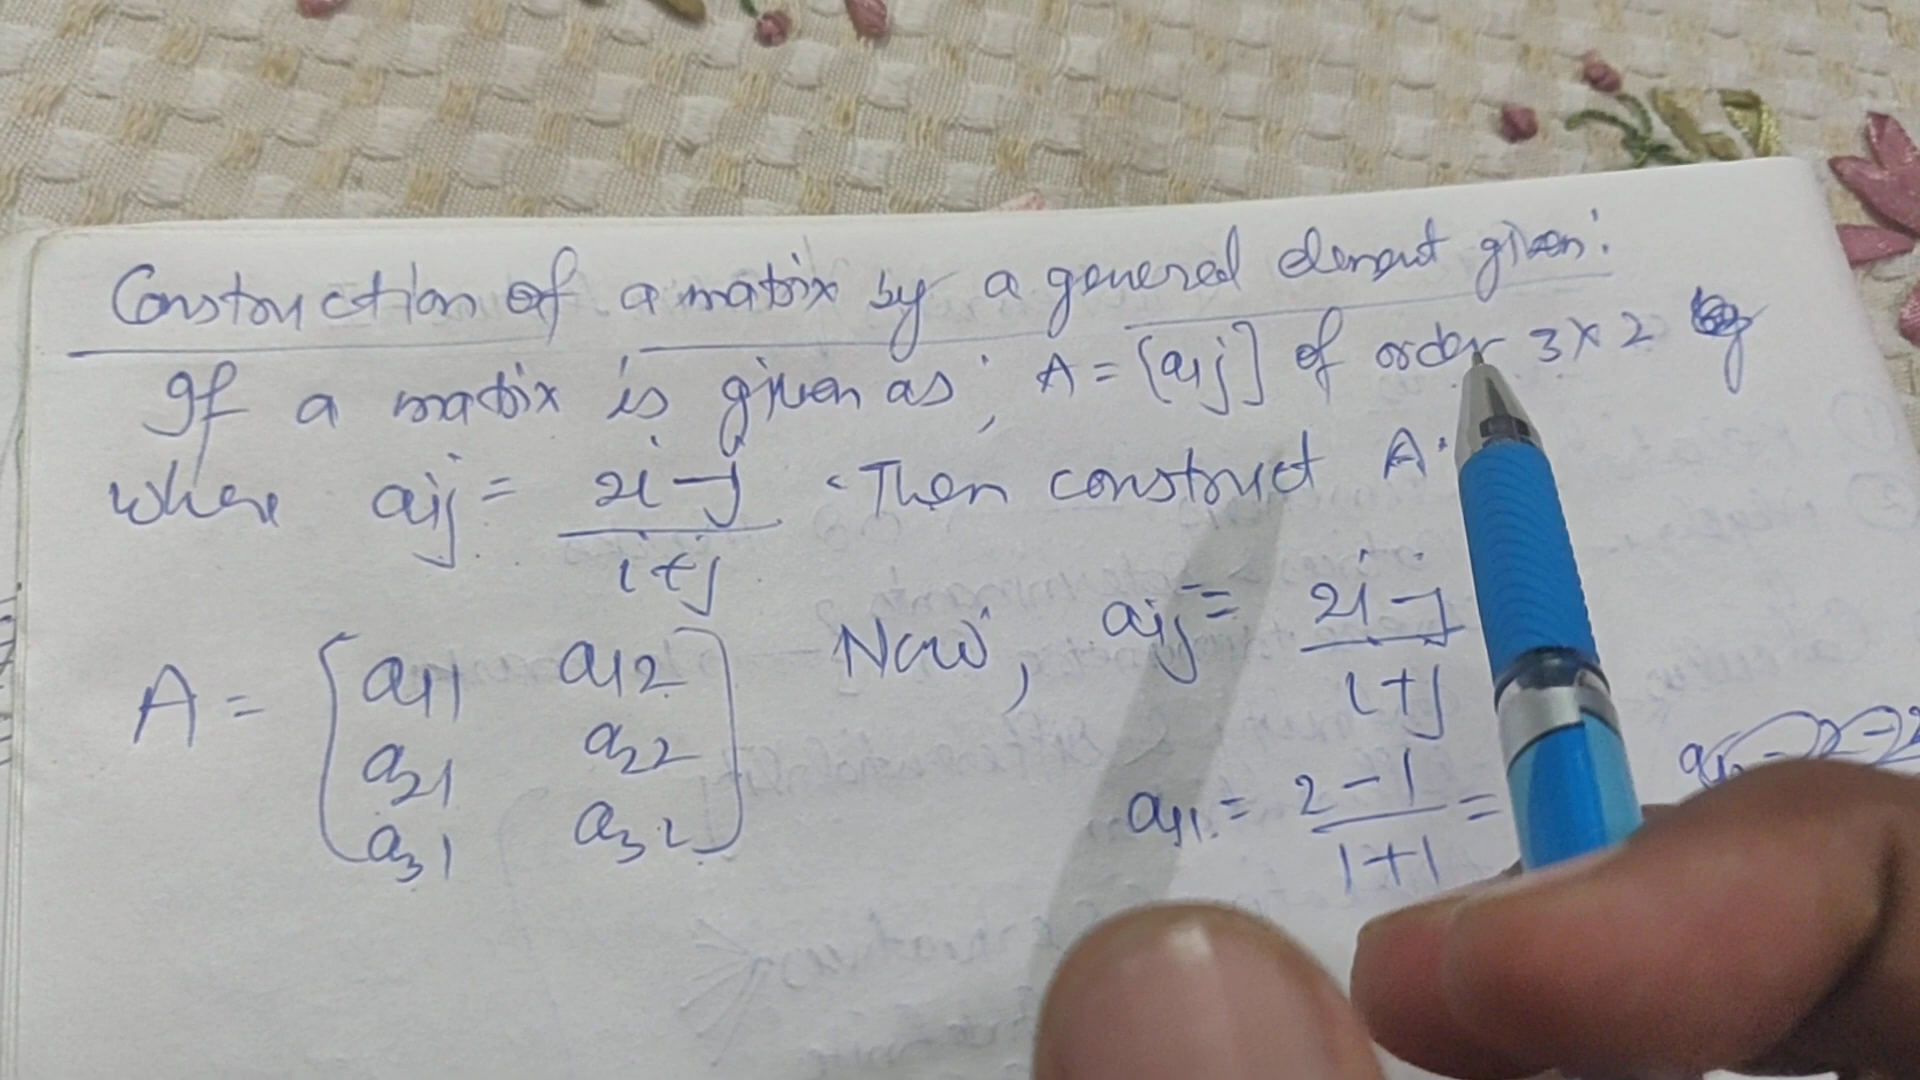 Construction of a matrix by a general element given:
If a matrix is given as, A = [aij] of order 3×2
where aij = 2i-j / i+j . Then construct A.
A = [a11 a12
a21 a22
a31 a32]
Now, aij = 2i-j / i+j
a11 = 2-1 / 1+1 =